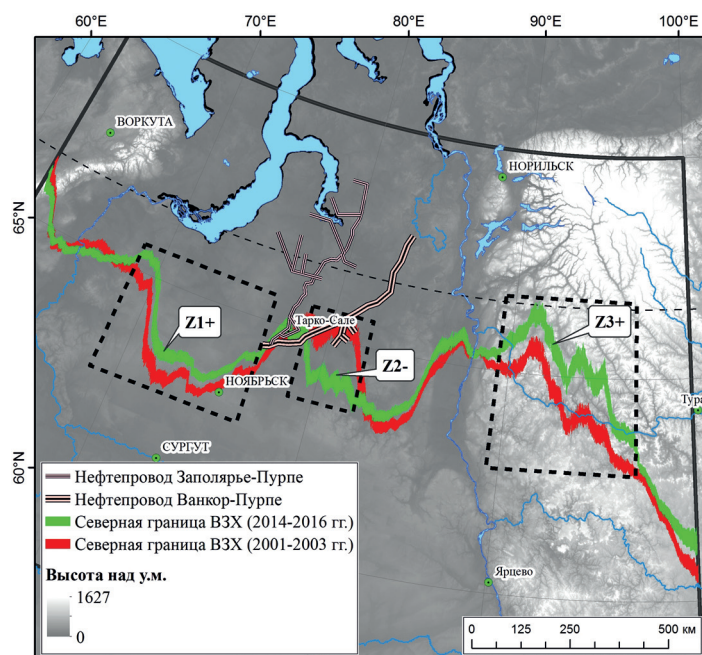 60°
70°
80°
90°
100°
ВОРКУТА
НОРИЛЬСК
65°N
Z1+
Тарко-Сале
Z2-
Z3+
НОЯБРЬСК
Тура
СУРГУТ
60°N
Нефтепровод Заполярье-Пурпе
Нефтепровод Ванкор-Пурпе
Северная граница ВЗХ (2014-2016 гг.)
Северная граница ВЗХ (2001-2003 гг.)
Высота над у.м.
1627
0
Ярцево
0 125 250 500 км